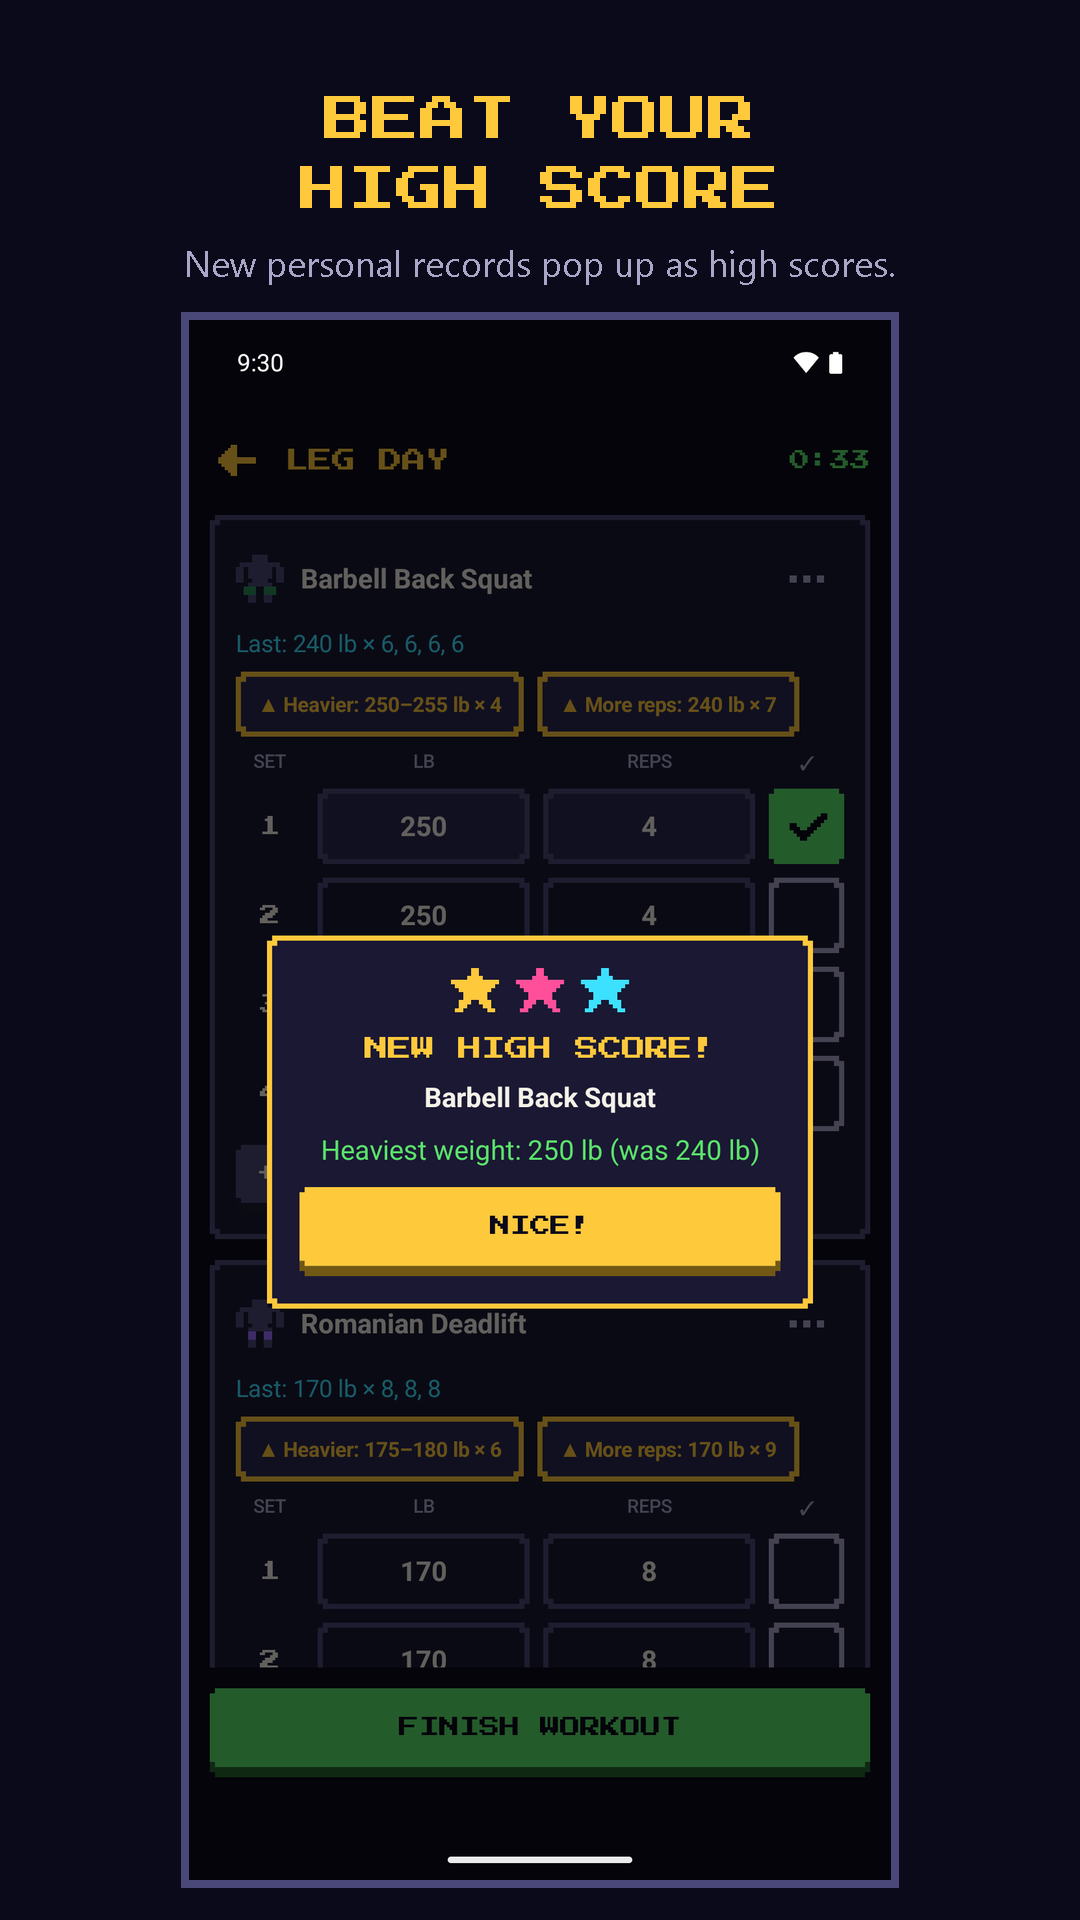 BEAT YOUR
HIGH SCORE
New personal records pop up as high scores.
9:30
LEG DAY 0:33
Barbell Back Squat
Last: 240 lb × 6, 6, 6, 6
▲ Heavier: 250–255 lb × 4 ▲ More reps: 240 lb × 7
SET LB REPS ✓
1 250 4
2 250 4
NEW HIGH SCORE!
Barbell Back Squat
Heaviest weight: 250 lb (was 240 lb)
NICE!
Romanian Deadlift
Last: 170 lb × 8, 8, 8
▲ Heavier: 175–180 lb × 6 ▲ More reps: 170 lb × 9
SET LB REPS ✓
1 170 8
2 170 8
FINISH WORKOUT